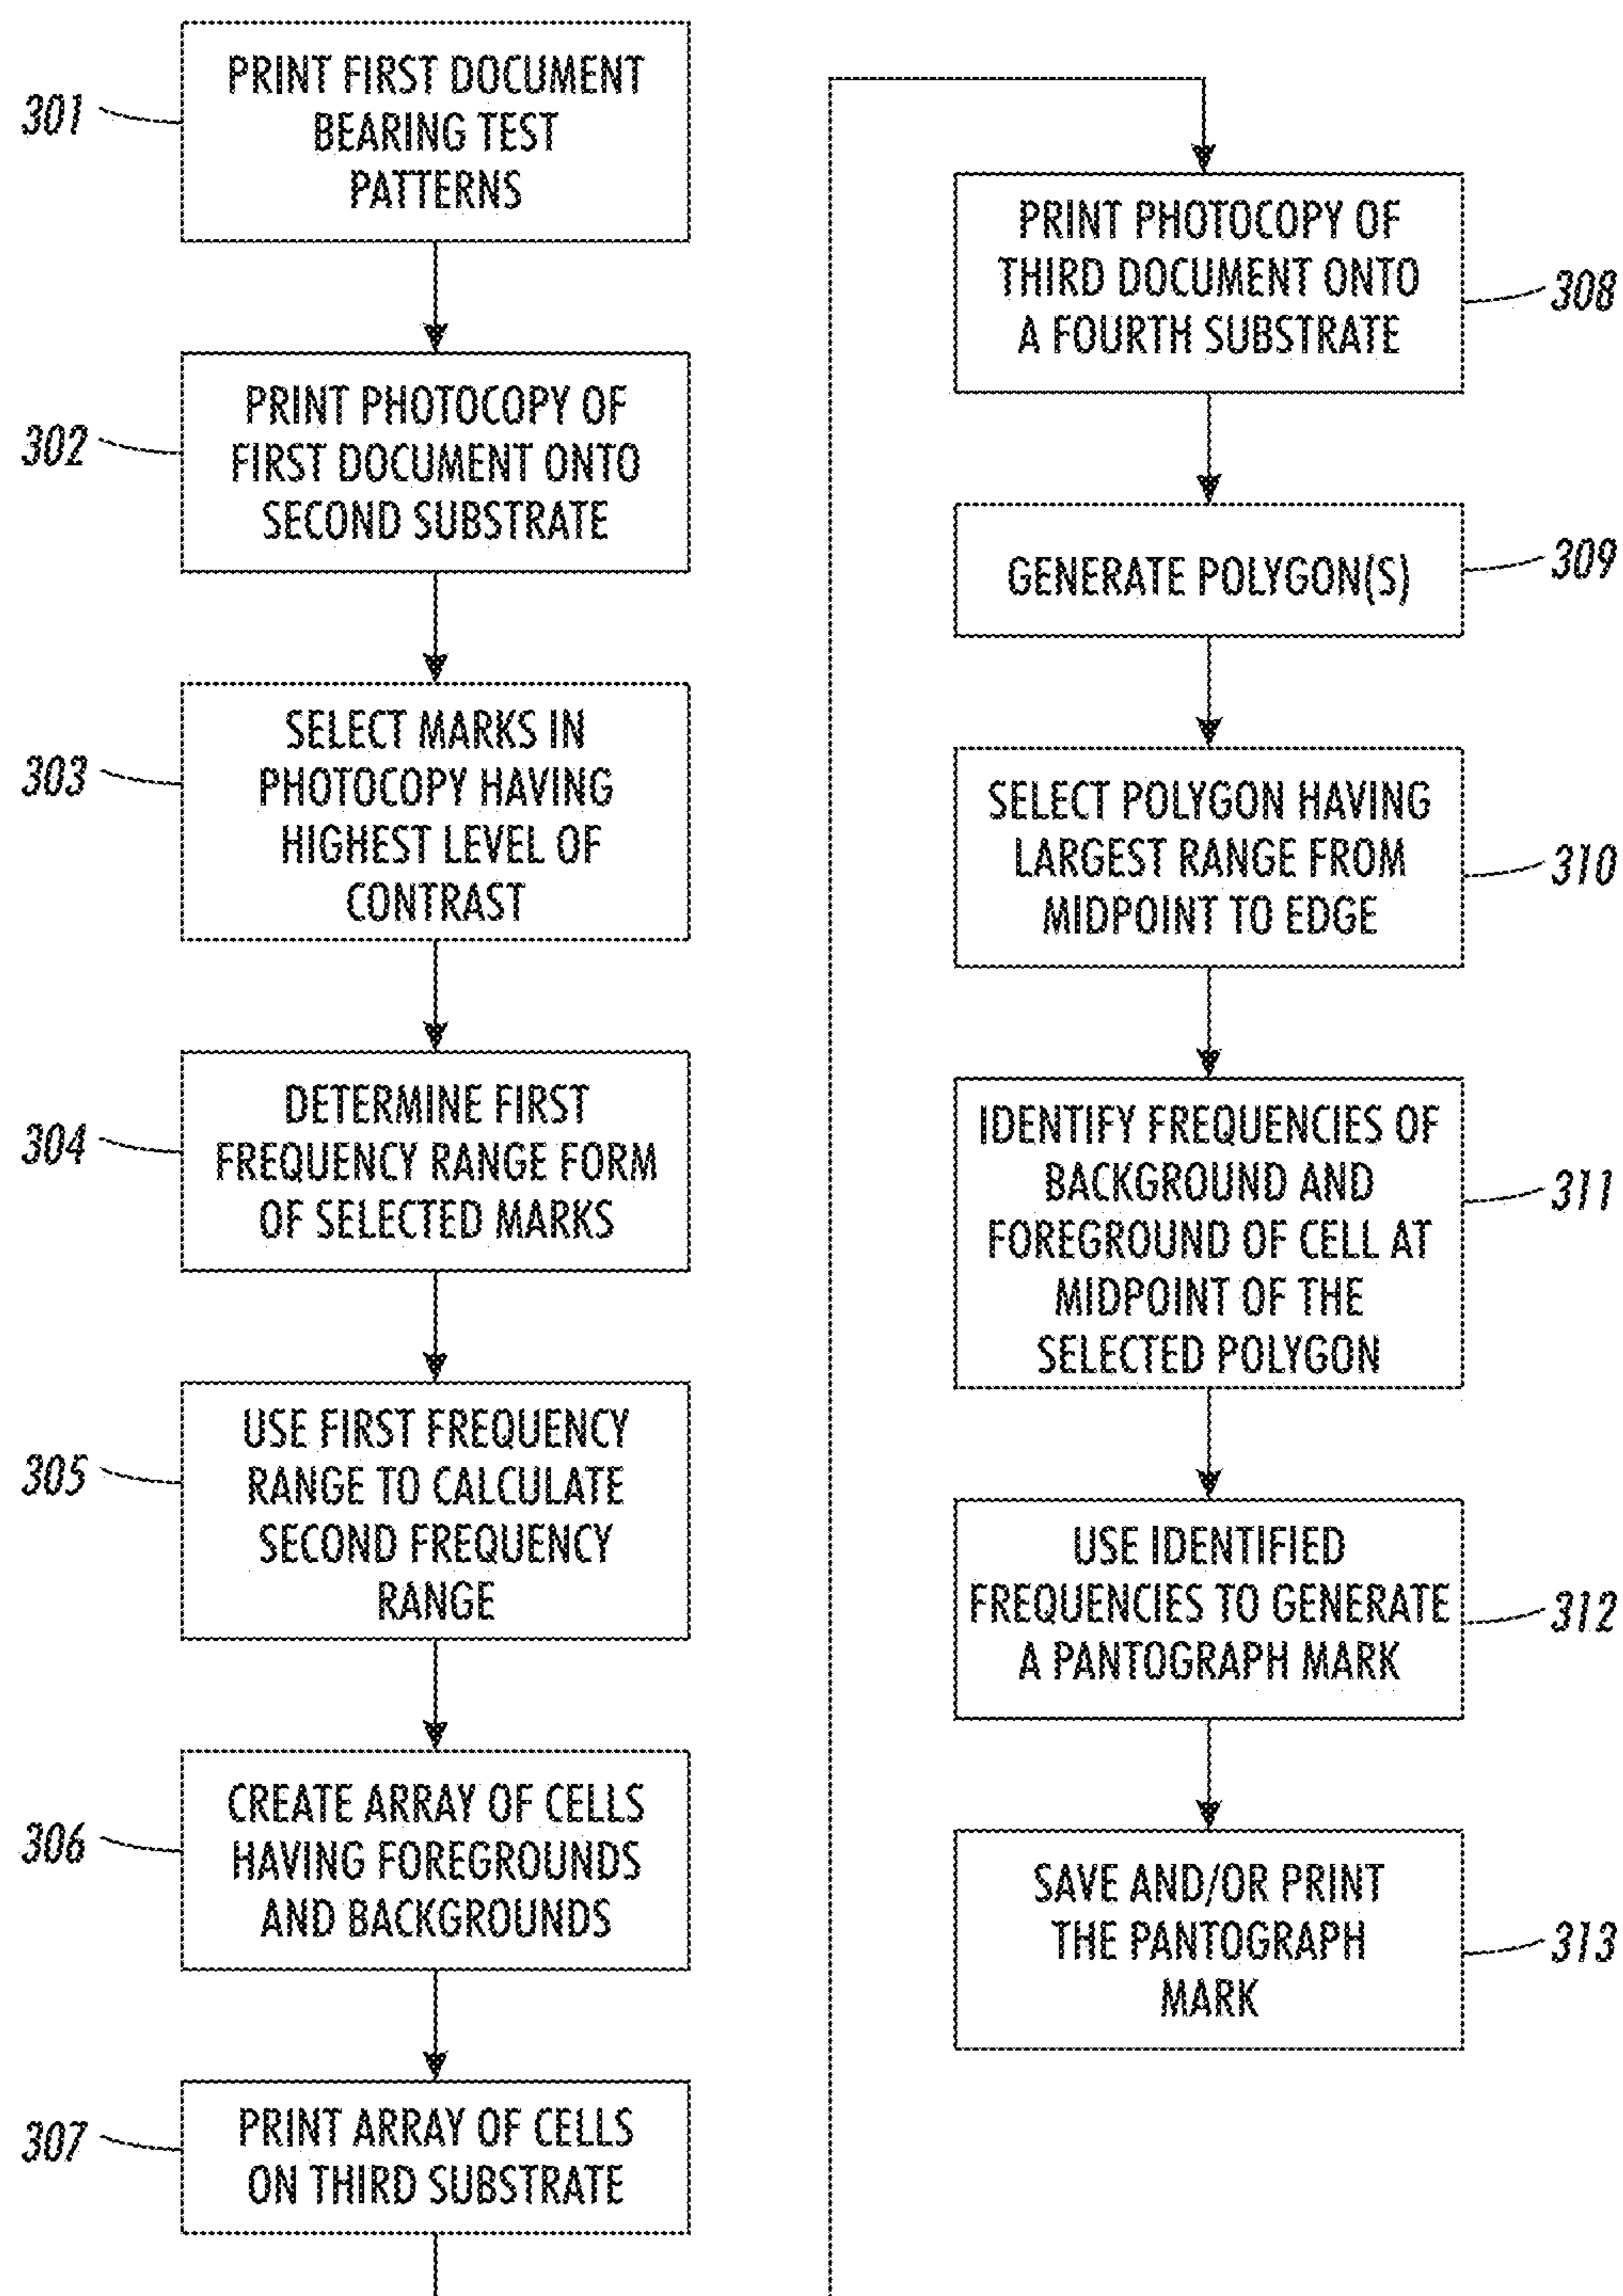 301
PRINT FIRST DOCUMENT
BEARING TEST
PATTERNS
302
PRINT PHOTOCOPY OF
FIRST DOCUMENT ONTO
SECOND SUBSTRATE
303
SELECT MARKS IN
PHOTOCOPY HAVING
HIGHEST LEVEL OF
CONTRAST
304
DETERMINE FIRST
FREQUENCY RANGE FORM
OF SELECTED MARKS
305
USE FIRST FREQUENCY
RANGE TO CALCULATE
SECOND FREQUENCY
RANGE
306
CREATE ARRAY OF CELLS
HAVING FOREGROUNDS
AND BACKGROUNDS
307
PRINT ARRAY OF CELLS
ON THIRD SUBSTRATE
PRINT PHOTOCOPY OF
THIRD DOCUMENT ONTO
A FOURTH SUBSTRATE
308
GENERATE POLYGON(S)
309
SELECT POLYGON HAVING
LARGEST RANGE FROM
MIDPOINT TO EDGE
310
IDENTIFY FREQUENCIES OF
BACKGROUND AND
FOREGROUND OF CELL AT
MIDPOINT OF THE
SELECTED POLYGON
311
USE IDENTIFIED
FREQUENCIES TO GENERATE
A PANTOGRAPH MARK
312
SAVE AND/OR PRINT
THE PANTOGRAPH
MARK
313